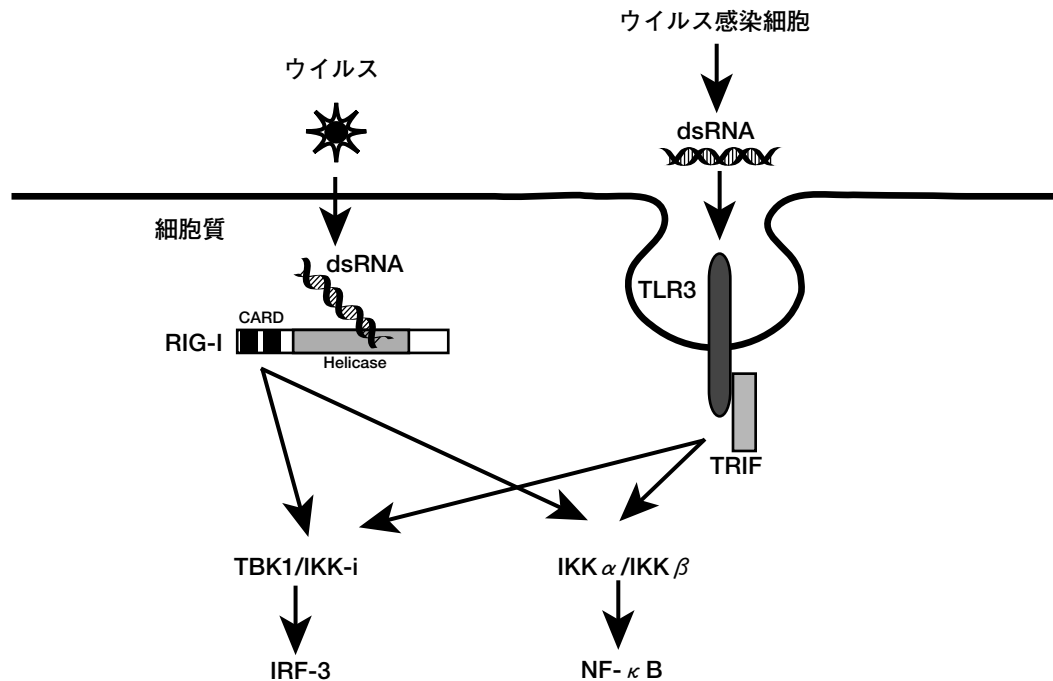 ウイルス感染細胞
ウイルス
dsRNA
細胞質
dsRNA
TLR3
CARD
RIG-I
Helicase
TRIF
TBK1/IKK-i
IKKα/IKKβ
IRF-3
NF-κB